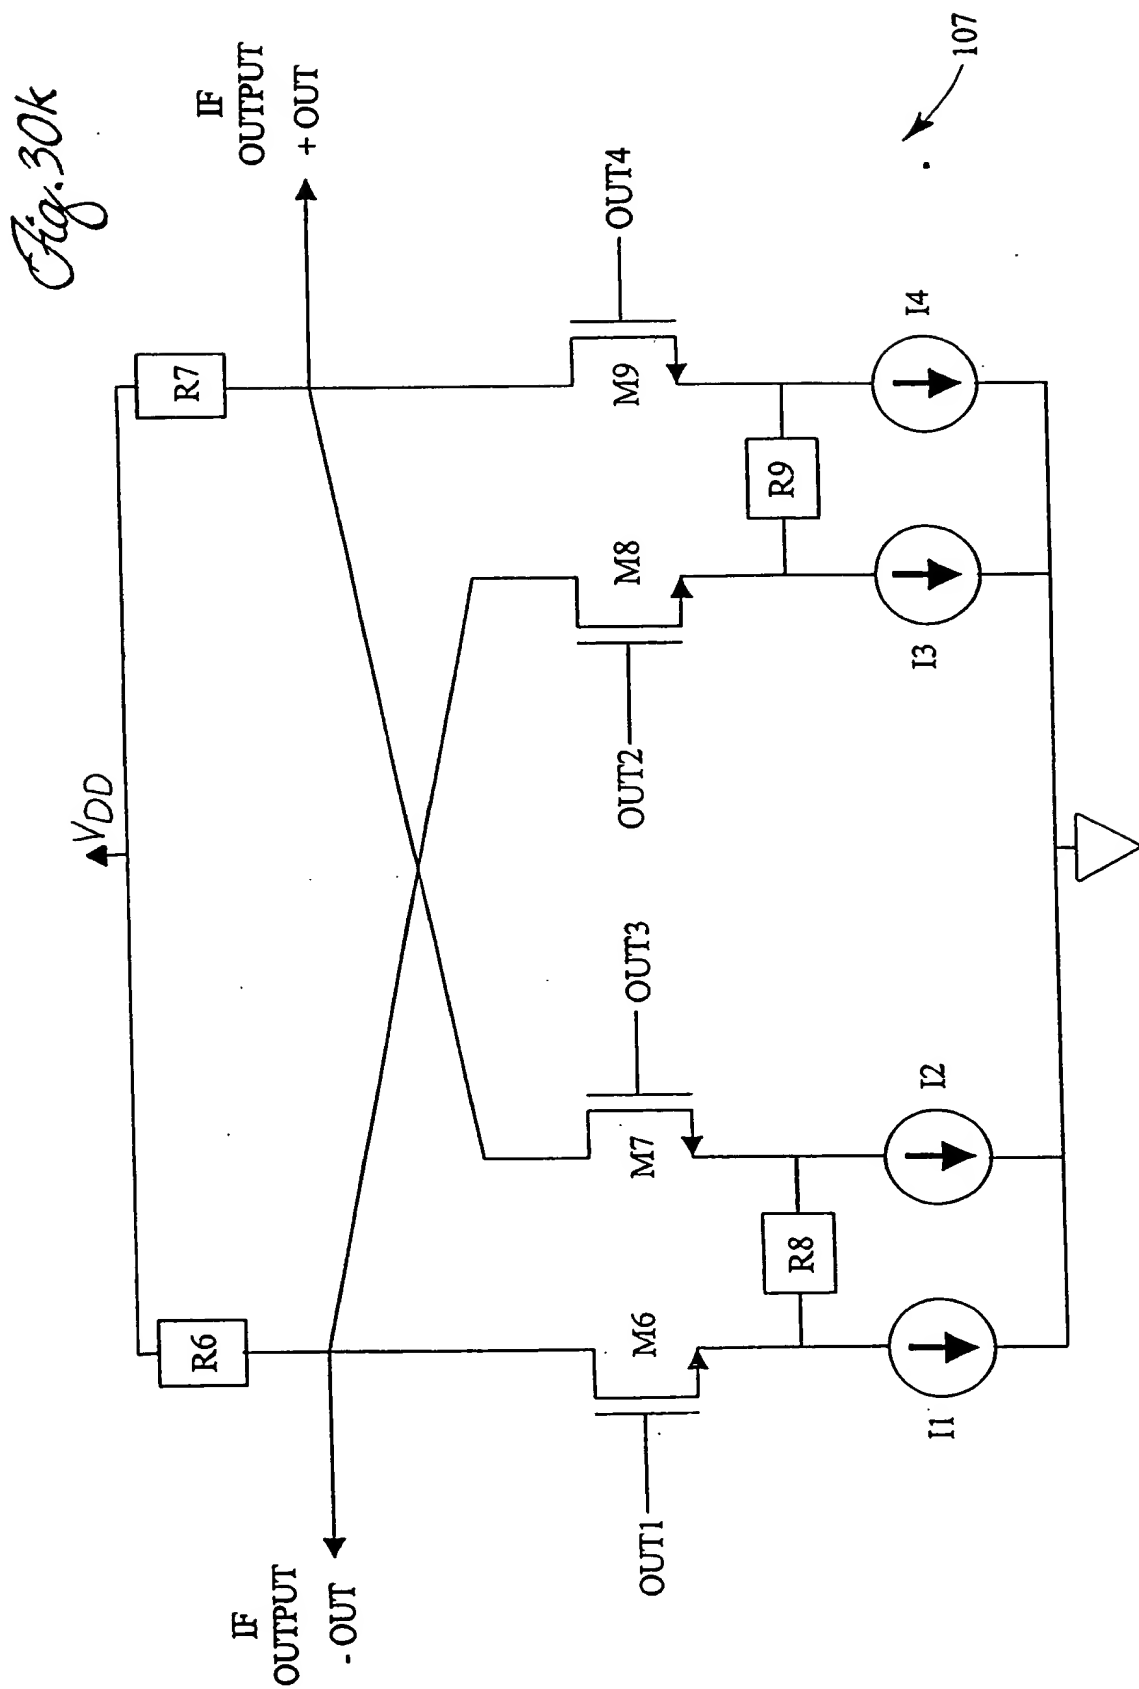 Fig. 30k
VDD
IF
OUTPUT
- OUT
IF
OUTPUT
+ OUT
R6
R7
OUT1
M6
M7
OUT3
OUT2
M8
M9
OUT4
R8
R9
I1
I2
I3
I4
107